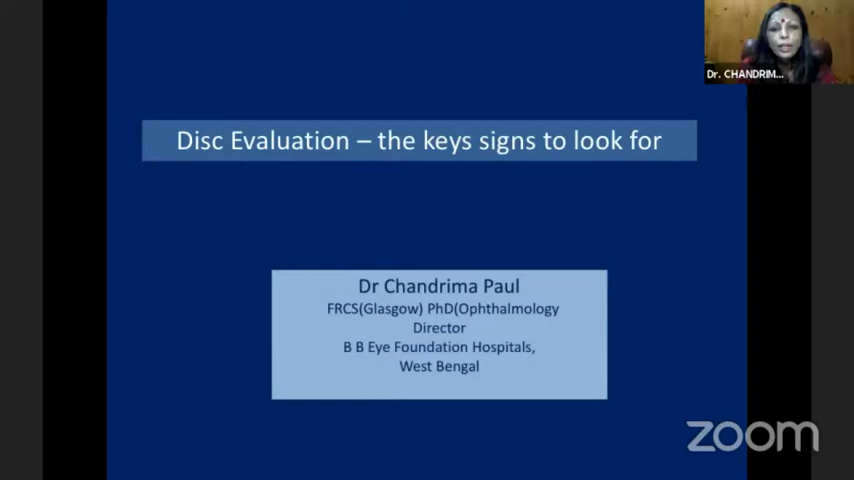 Dr. CHANDRIM...
Disc Evaluation – the keys signs to look for
Dr Chandrima Paul
FRCS(Glasgow) PhD(Ophthalmology
Director
B B Eye Foundation Hospitals,
West Bengal
zoom